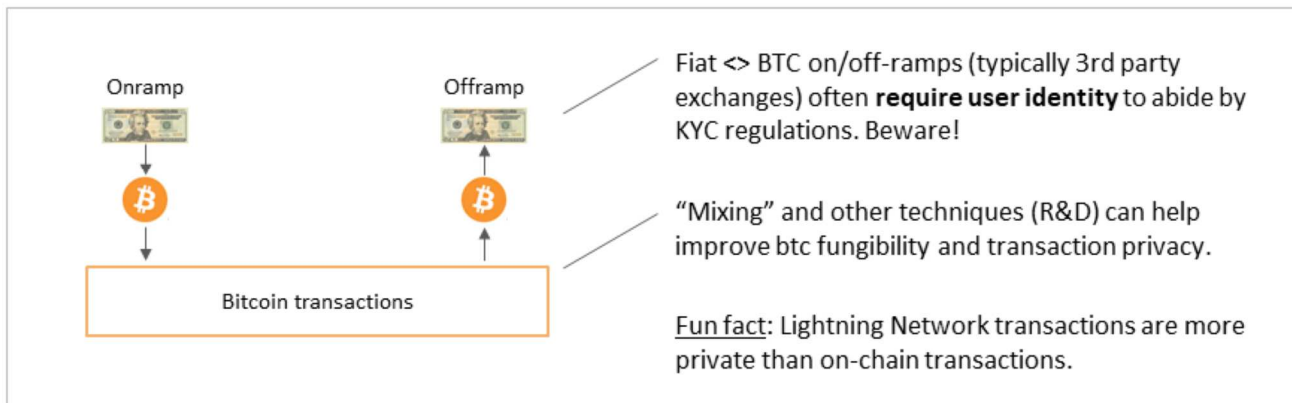 Onramp
Offramp
Bitcoin transactions
Fiat <> BTC on/off-ramps (typically 3rd party
exchanges) often require user identity to abide by
KYC regulations. Beware!
“Mixing” and other techniques (R&D) can help
improve btc fungibility and transaction privacy.
Fun fact: Lightning Network transactions are more
private than on-chain transactions.